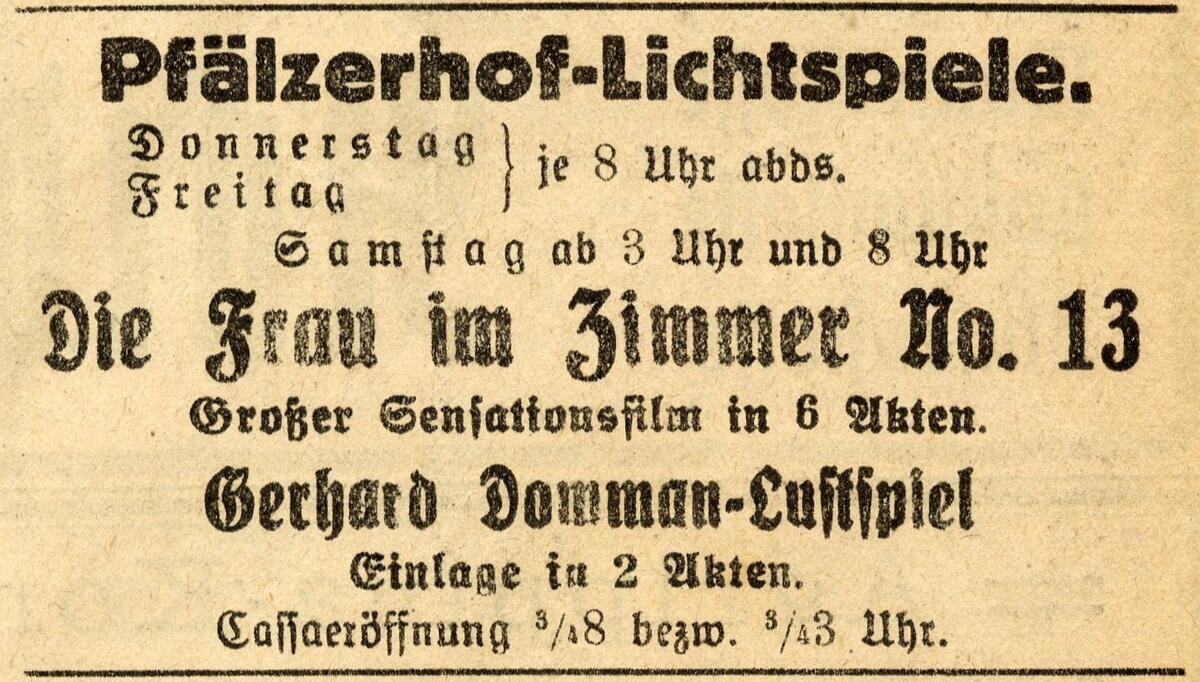 Pfälzerhof-Lichtspiele.
Donnerstag
Freitag } je 8 Uhr abds.
Samstag ab 3 Uhr und 8 Uhr
Die Frau im Zimmer No. 13
Großer Sensationsfilm in 6 Akten.
Gerhard Domman-Lustspiel
Einlage in 2 Akten.
Cassaeröffnung ³/₄8 bezw. ³/₄3 Uhr.